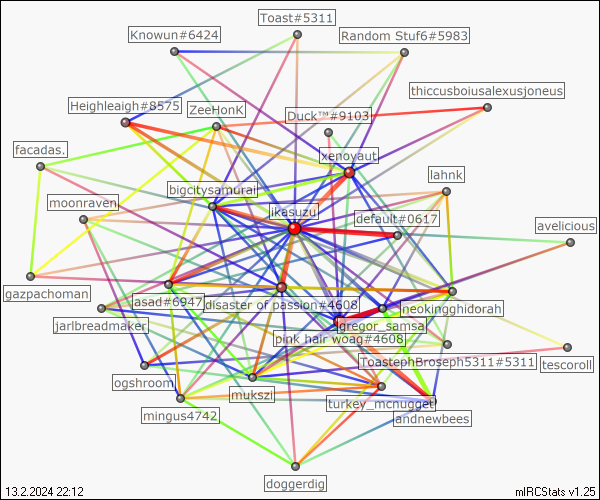 Toast#5311
Knowun#6424
Random Stuf6#5983
thiccusboiusalexusjoneus
Heighleaigh#8575
ZeeHonK
Duck™#9103
facadas.
xenoyaut
bigcitysamurai
lahnk
moonraven
ikasuzu
default#0617
avelicious
gazpachoman
asad#6947
disaster of passion#4608
neokingghidorah
jarlbreadmaker
gregor_samsa
pink hair woag#4608
ToastephBroseph5311#5311
tescoroll
ogshroom
mukszi
mingus4742
turkey_mcnugget
andrewbees
doggerdig
13.2.2024 22:12
mIRCStats v1.25